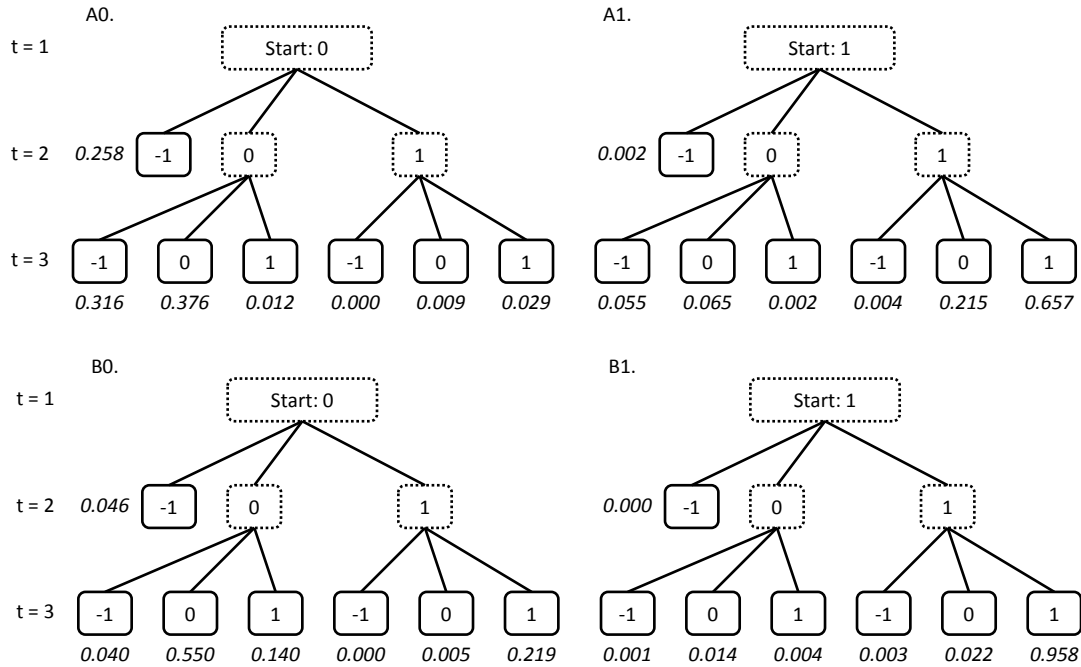 A0. A1.
t = 1 Start: 0 Start: 1
t = 2 0.258 -1 0 1 0.002 -1 0 1
t = 3 -1 0 1 -1 0 1 -1 0 1 -1 0 1
0.316 0.376 0.012 0.000 0.009 0.029 0.055 0.065 0.002 0.004 0.215 0.657
B0. B1.
t = 1 Start: 0 Start: 1
t = 2 0.046 -1 0 1 0.000 -1 0 1
t = 3 -1 0 1 -1 0 1 -1 0 1 -1 0 1
0.040 0.550 0.140 0.000 0.005 0.219 0.001 0.014 0.004 0.003 0.022 0.958